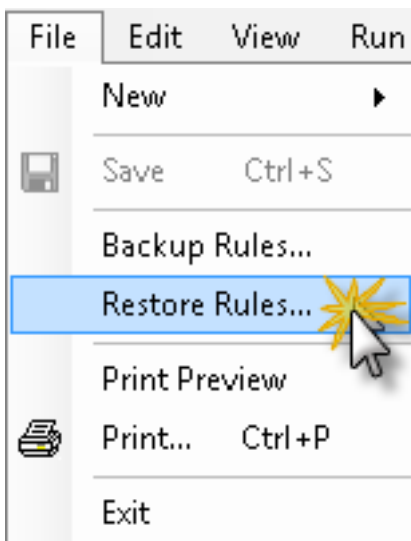 File Edit View Run
New
Save Ctrl+S
Backup Rules...
Restore Rules...
Print Preview
Print... Ctrl+P
Exit